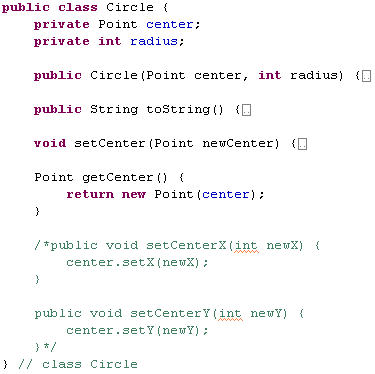 public class Circle {
private Point center;
private int radius;
public Circle(Point center, int radius) {..
public String toString() {..
void setCenter(Point newCenter) {..
Point getCenter() {
return new Point(center);
}
/*public void setCenterX(int newX) {
center.setX(newX);
}
public void setCenterY(int newY) {
center.setY(newY);
}*/
} // class Circle